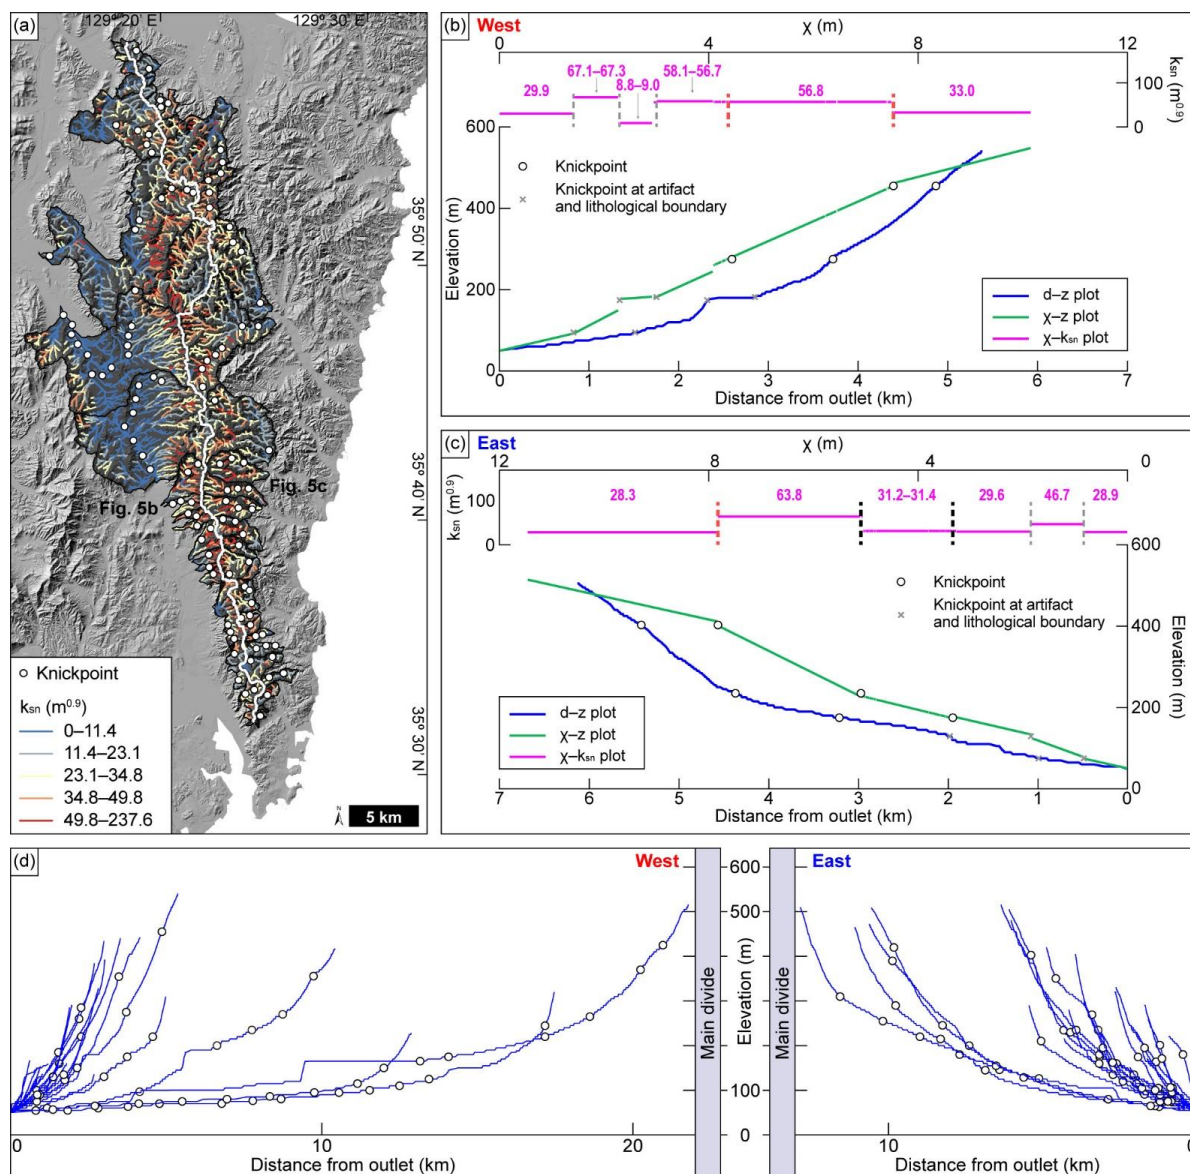 (a)
129° 20' E
129° 30' E
35° 50' N
35° 40' N
35° 30' N
Fig. 5b
Fig. 5c
Knickpoint
ksn (m^0.9)
0–11.4
11.4–23.1
23.1–34.8
34.8–49.8
49.8–237.6
N
5 km
(b)
West
χ (m)
0 4 8 12
67.1–67.3
58.1–56.7
29.9
8.8–9.0
56.8
33.0
100
0
ksn (m^0.9)
600
400
200
0
Elevation (m)
Knickpoint
Knickpoint at artifact
and lithological boundary
d–z plot
χ–z plot
χ–ksn plot
0 1 2 3 4 5 6 7
Distance from outlet (km)
(c)
East
χ (m)
12 8 4 0
28.3
63.8
31.2–31.4
29.6
46.7
28.9
100
0
ksn (m^0.9)
600
400
200
0
Elevation (m)
Knickpoint
Knickpoint at artifact
and lithological boundary
d–z plot
χ–z plot
χ–ksn plot
7 6 5 4 3 2 1 0
Distance from outlet (km)
(d)
West
Main divide
600
500
400
300
200
100
0
Elevation (m)
Main divide
East
0 10 20
Distance from outlet (km)
10 0
Distance from outlet (km)